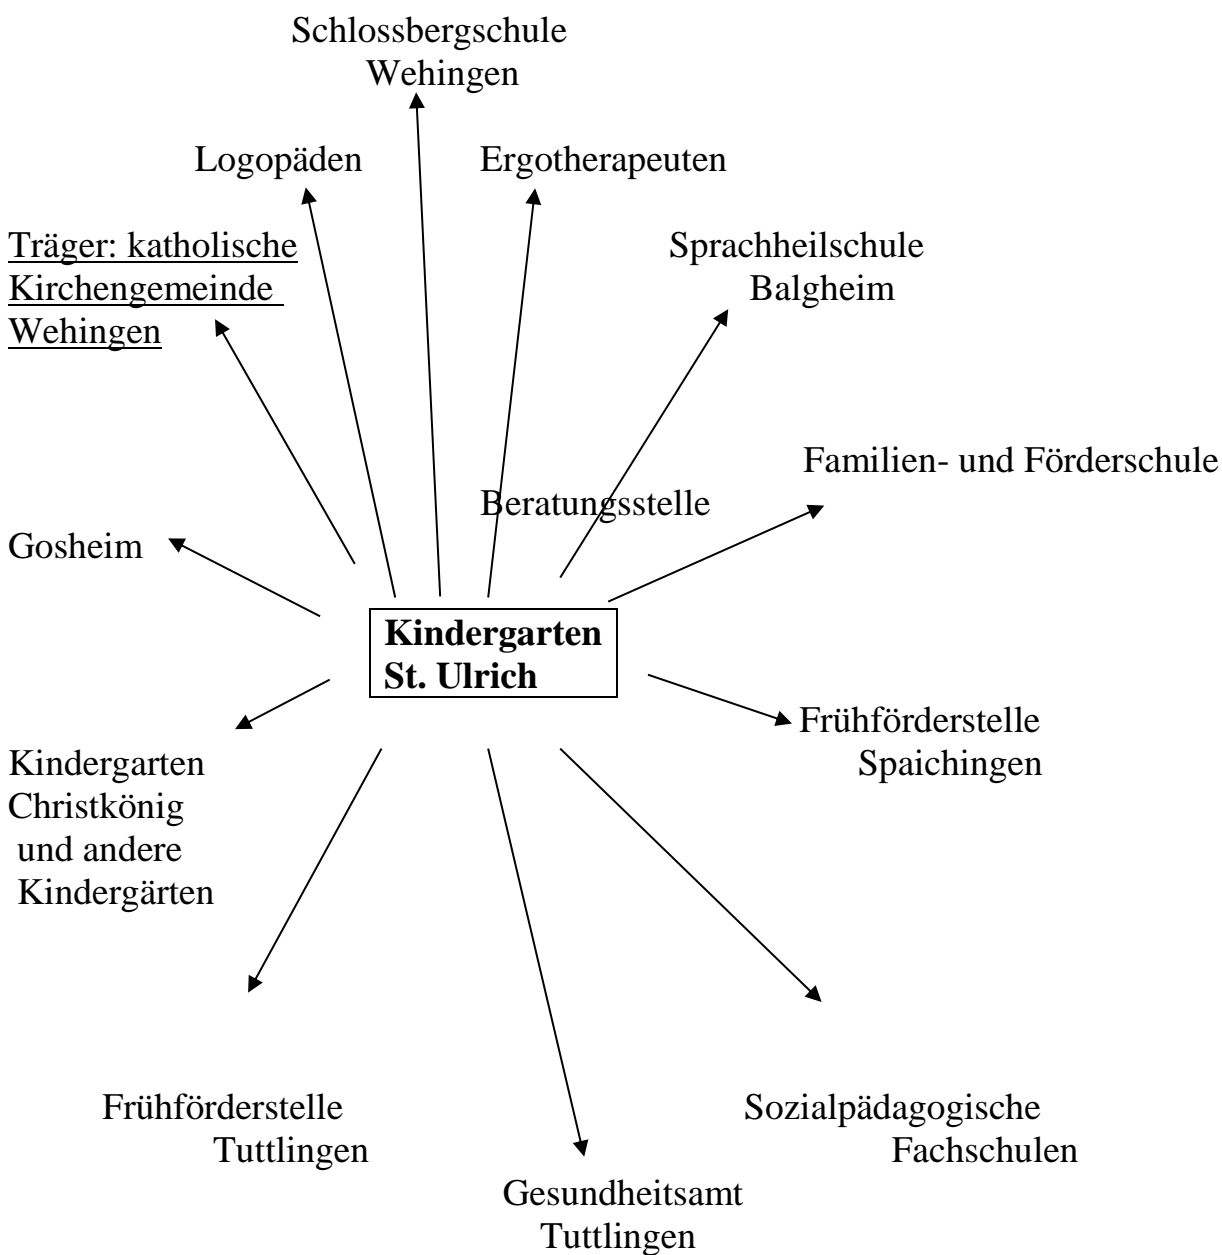 Schlossbergschule
Wehingen
Logopäden Ergotherapeuten
Träger: katholische Sprachheilschule
Kirchengemeinde Balgheim
Wehingen
Familien- und Förderschule
Beratungsstelle
Gosheim
Kindergarten
St. Ulrich
Frühförderstelle
Kindergarten Spaichingen
Christkönig
und andere
Kindergärten
Frühförderstelle Sozialpädagogische
Tuttlingen Fachschulen
Gesundheitsamt
Tuttlingen